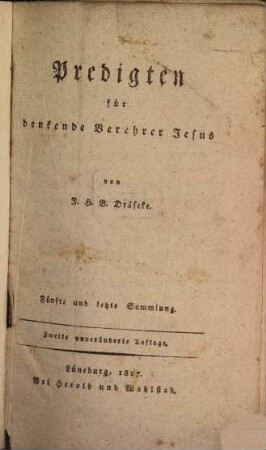 Predigten
für
denkende Verehrer Jesus
von
J. H. B. Dräseke.
Fünfte und letzte Sammlung.
Zweite unveränderte Auflage.
Lüneburg, 1817.
Bei Herold und Wahlstab.